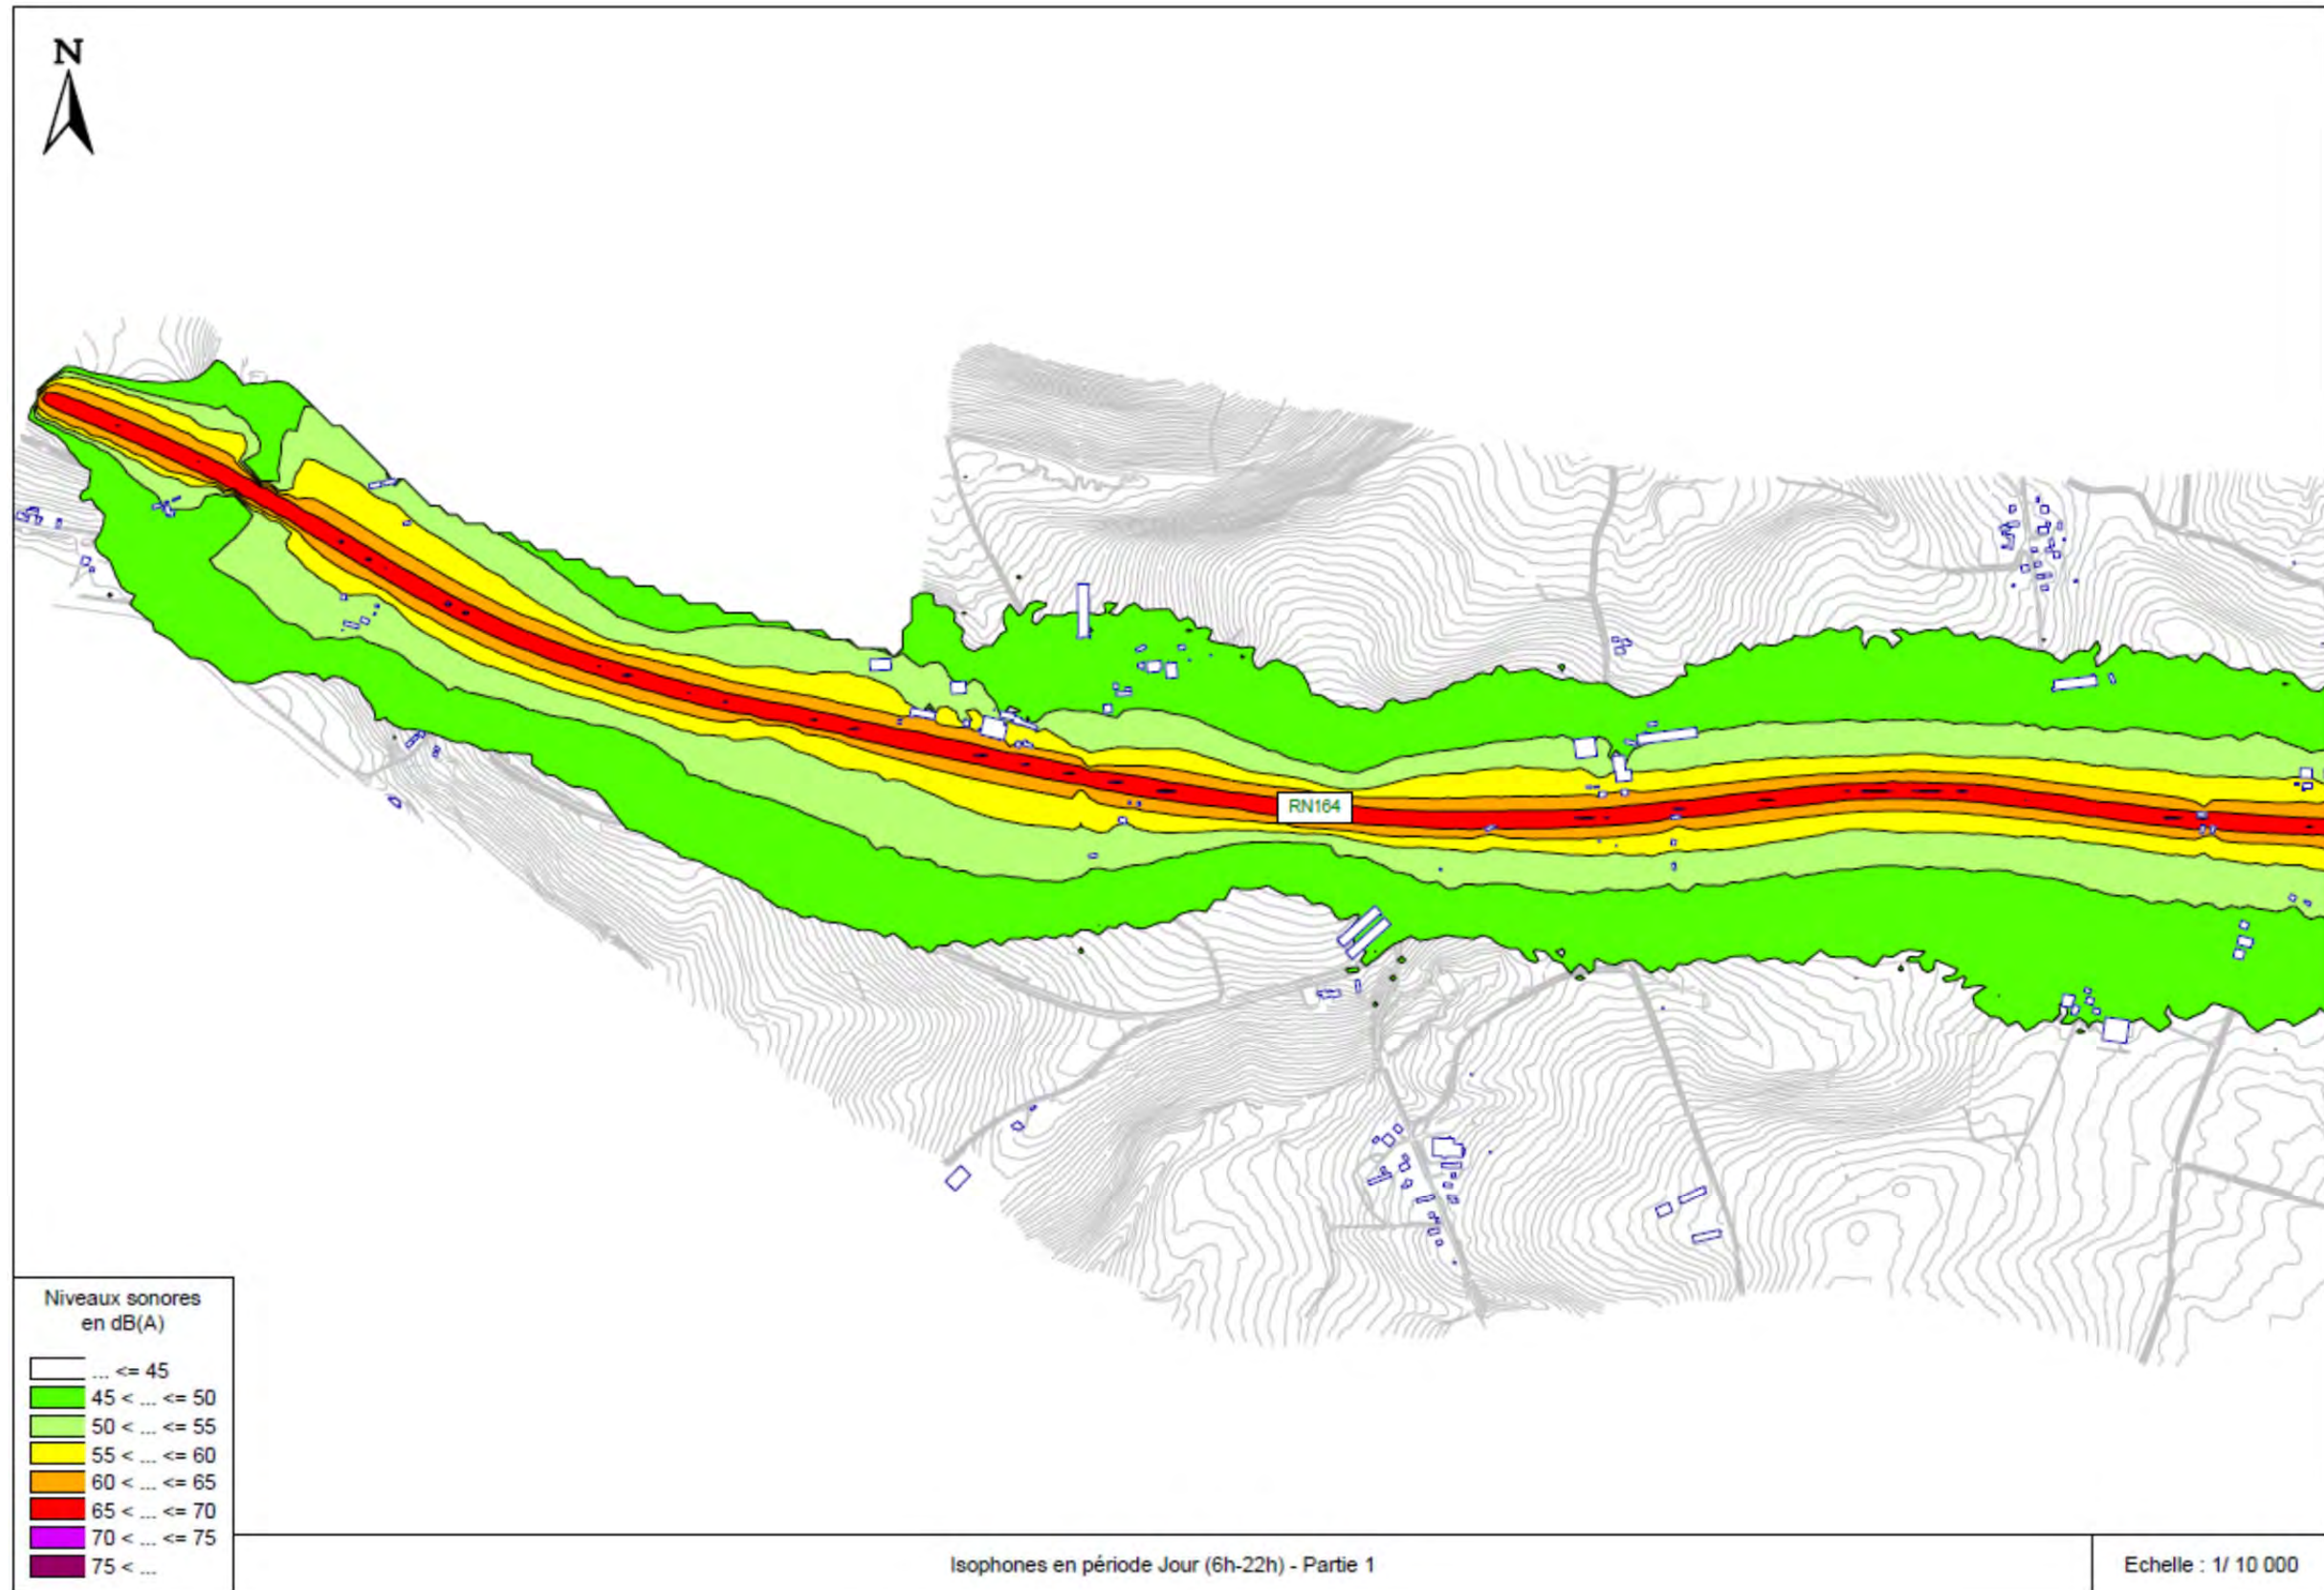 N
RN164
Niveaux sonores
en dB(A)
... <= 45
45 < ... <= 50
50 < ... <= 55
55 < ... <= 60
60 < ... <= 65
65 < ... <= 70
70 < ... <= 75
75 < ...
Isophones en période Jour (6h-22h) - Partie 1
Echelle : 1/ 10 000